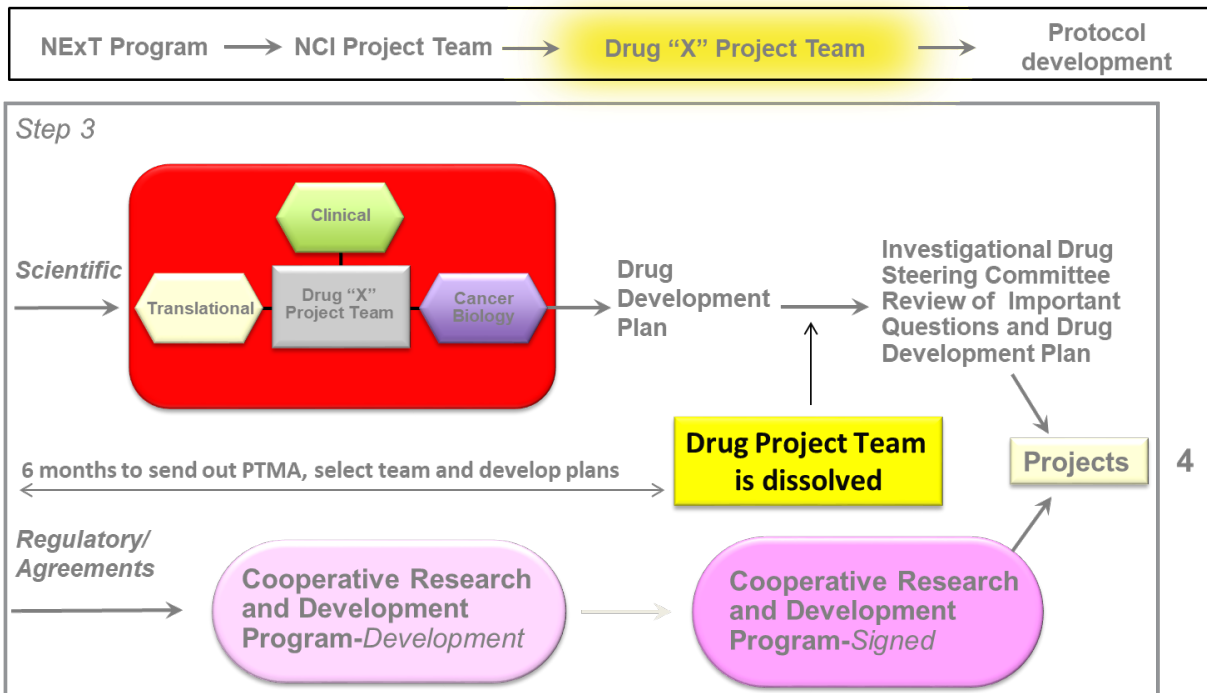 NExT Program
NCI Project Team
Drug “X” Project Team
Protocol
development
Step 3
Clinical
Scientific
Translational
Drug “X”
Project Team
Cancer
Biology
Drug
Development
Plan
Investigational Drug
Steering Committee
Review of Important
Questions and Drug
Development Plan
Drug Project Team
is dissolved
6 months to send out PTMA, select team and develop plans
Projects
4
Regulatory/
Agreements
Cooperative Research
and Development
Program-Development
Cooperative Research
and Development
Program-Signed